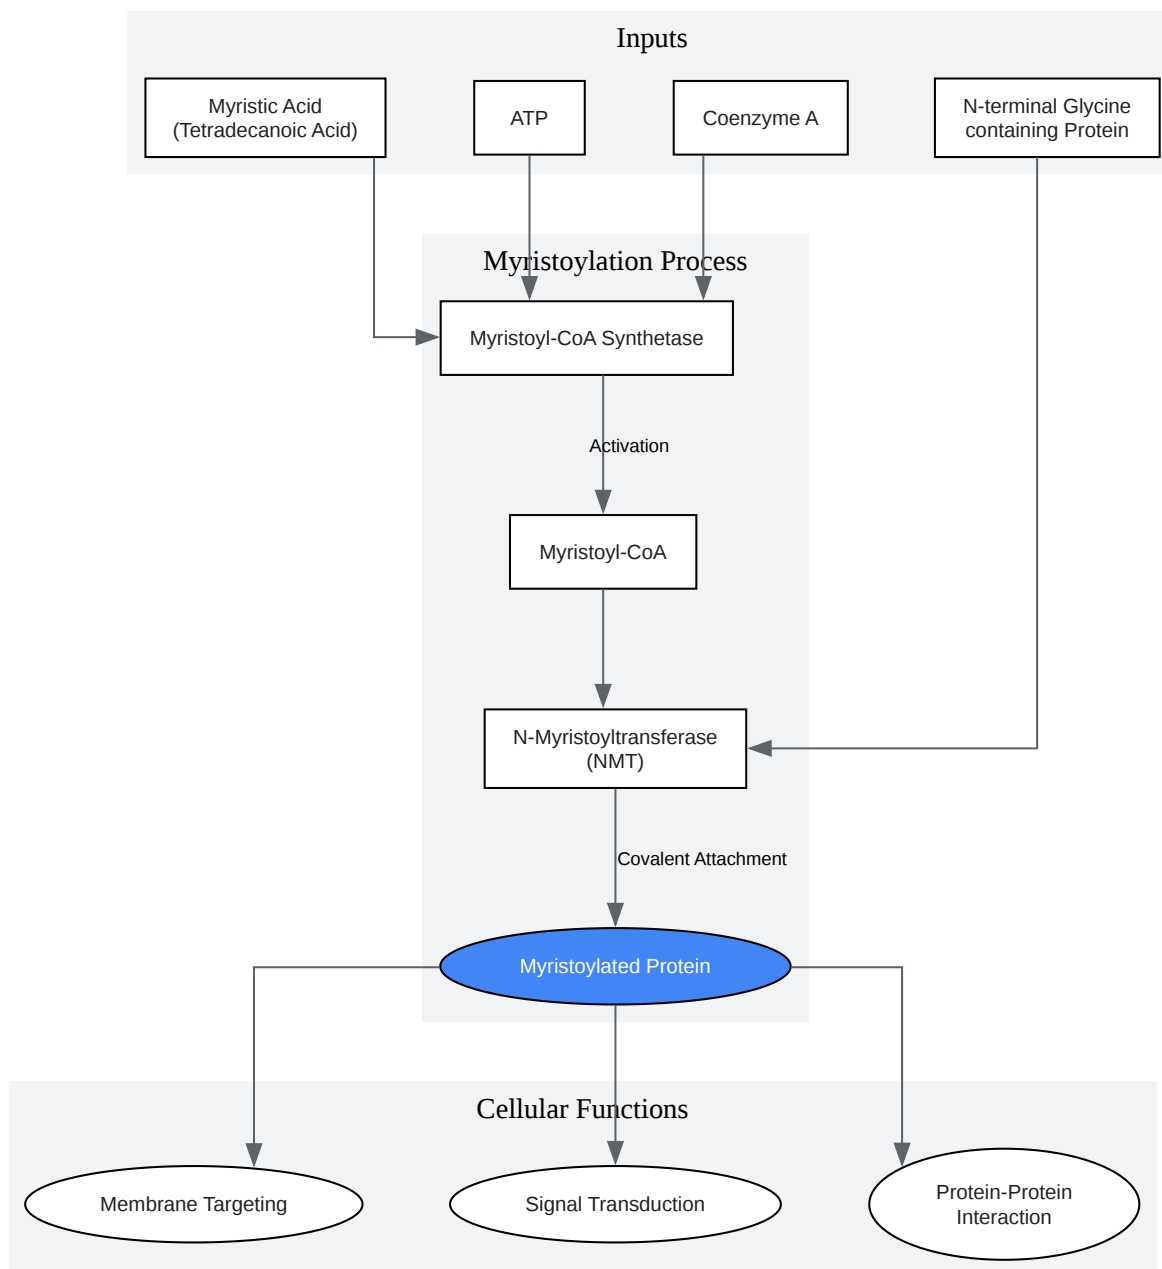 Inputs
Myristic Acid
(Tetradecanoic Acid)
ATP
Coenzyme A
N-terminal Glycine
containing Protein
Myristoylation Process
Myristoyl-CoA Synthetase
Activation
Myristoyl-CoA
N-Myristoyltransferase
(NMT)
Covalent Attachment
Myristoylated Protein
Cellular Functions
Membrane Targeting
Signal Transduction
Protein-Protein
Interaction